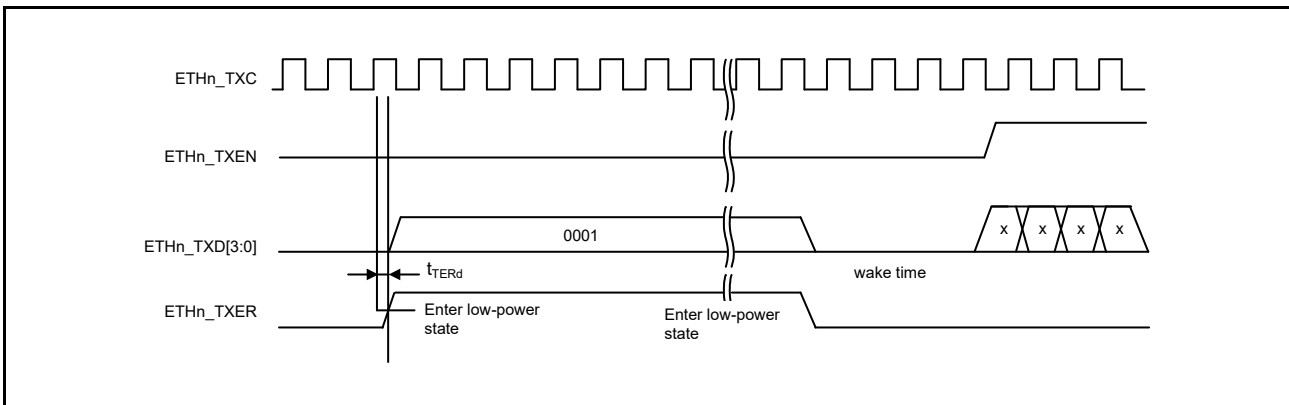 ETHn_TXC
ETHn_TXEN
ETHn_TXD[3:0]
0001
x x x x
tTERd
wake time
ETHn_TXER
Enter low-power
state
Enter low-power
state